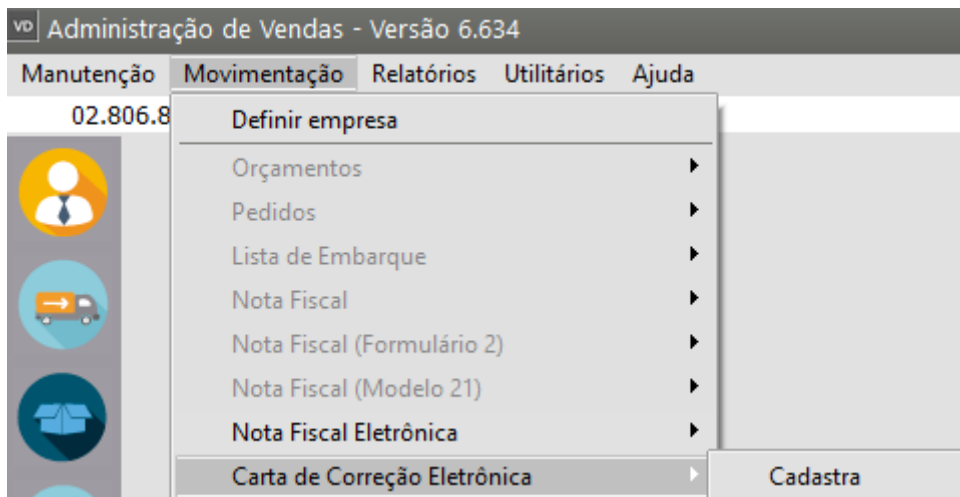 VD Administração de Vendas - Versão 6.634
Manutenção Movimentação Relatórios Utilitários Ajuda
02.806.8
Definir empresa
Orçamentos
Pedidos
Lista de Embarque
Nota Fiscal
Nota Fiscal (Formulário 2)
Nota Fiscal (Modelo 21)
Nota Fiscal Eletrônica
Carta de Correção Eletrônica Cadastra